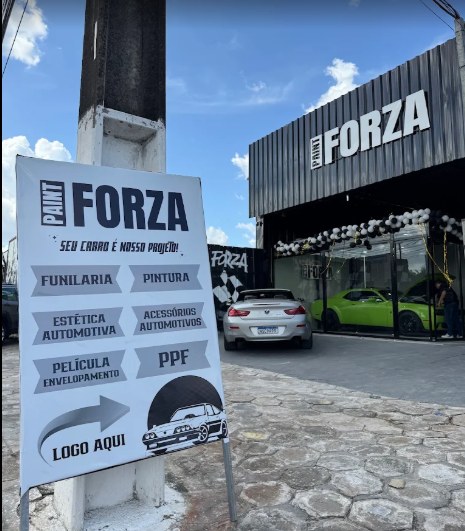 PAINT FORZA
PAINT FORZA
SEU CARRO É NOSSO PROJETO!
FUNILARIA PINTURA
ESTÉTICA AUTOMOTIVA
ACESSÓRIOS AUTOMOTIVOS
PELÍCULA ENVELOPAMENTO
PPF
LOGO AQUI
FORZA